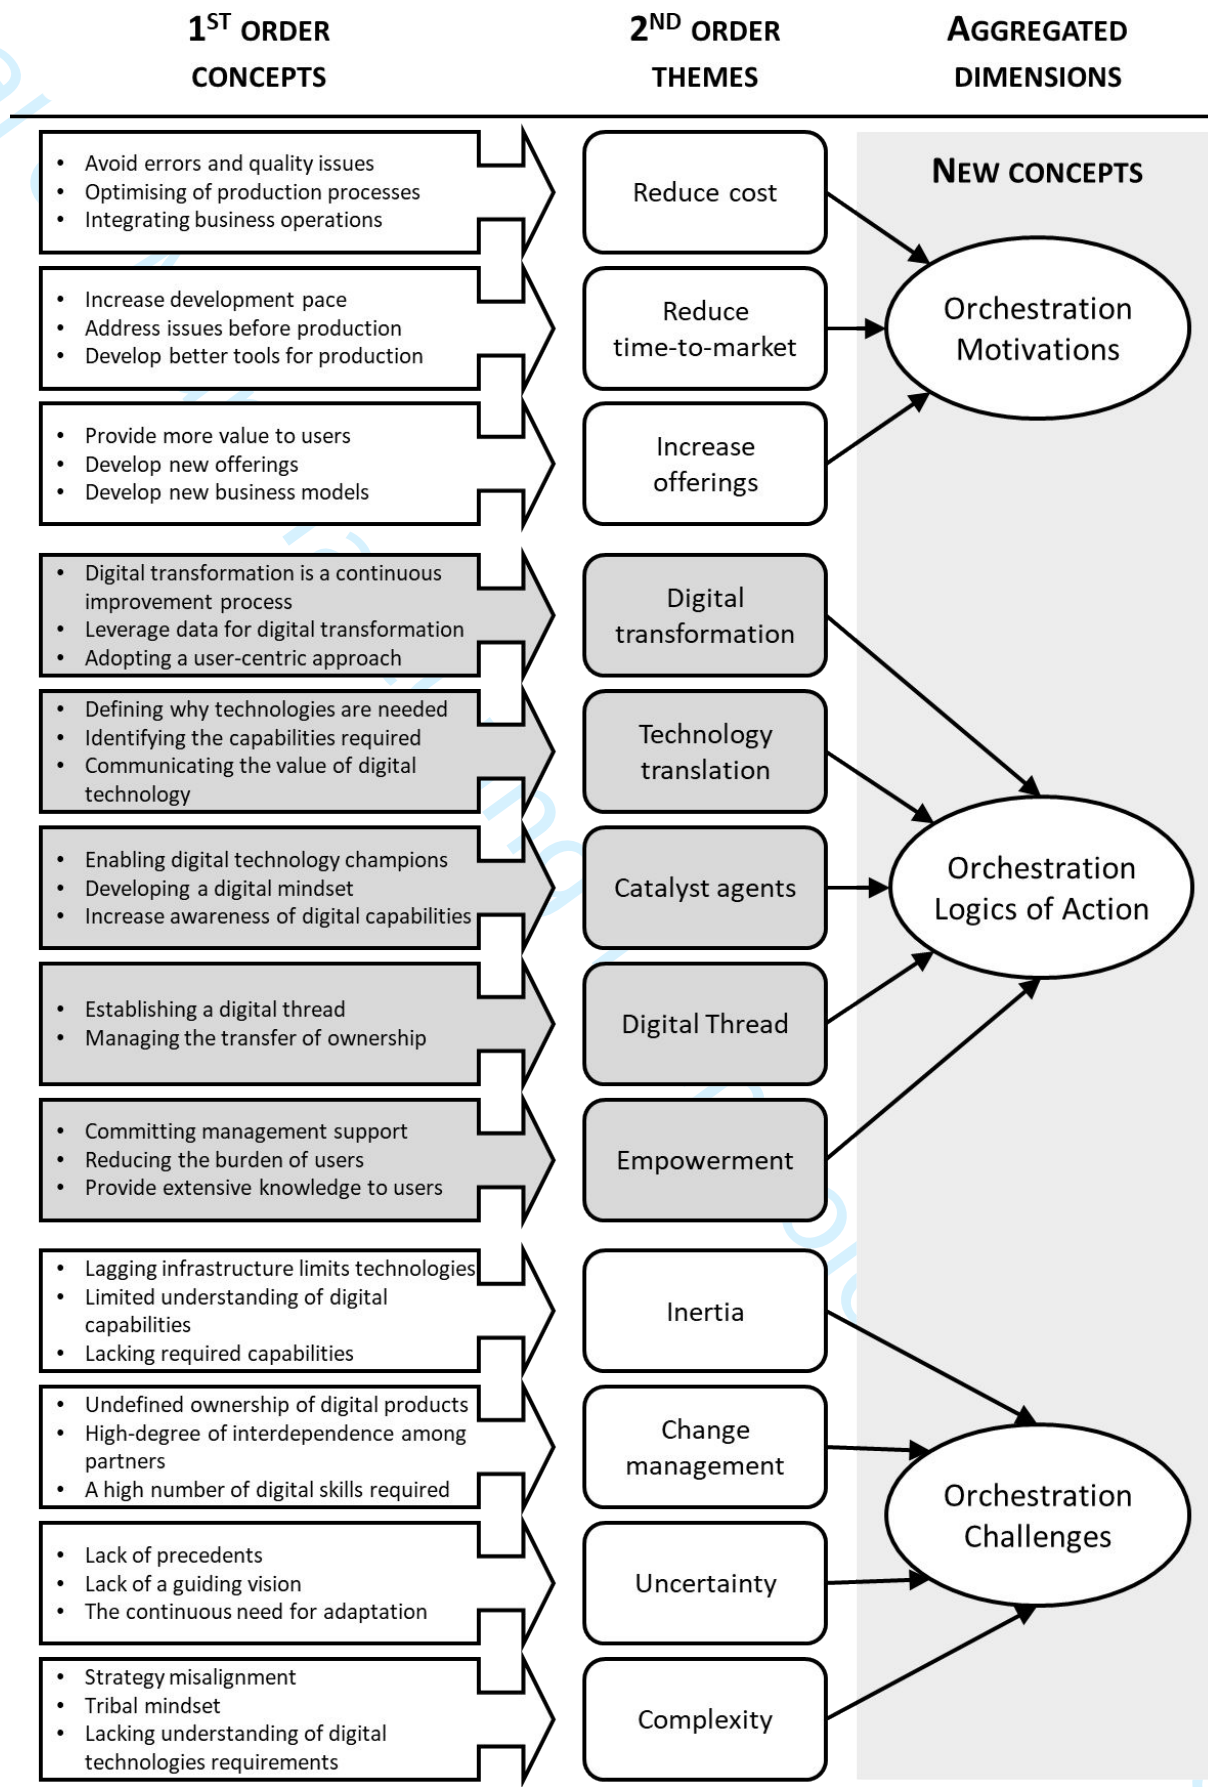 1ST ORDER
CONCEPTS
2ND ORDER
THEMES
AGGREGATED
DIMENSIONS
NEW CONCEPTS
• Avoid errors and quality issues
• Optimising of production processes
• Integrating business operations
Reduce cost
• Increase development pace
• Address issues before production
• Develop better tools for production
Reduce
time-to-market
• Provide more value to users
• Develop new offerings
• Develop new business models
Increase
offerings
Orchestration
Motivations
• Digital transformation is a continuous
improvement process
• Leverage data for digital transformation
• Adopting a user-centric approach
Digital
transformation
• Defining why technologies are needed
• Identifying the capabilities required
• Communicating the value of digital
technology
Technology
translation
• Enabling digital technology champions
• Developing a digital mindset
• Increase awareness of digital capabilities
Catalyst agents
• Establishing a digital thread
• Managing the transfer of ownership
Digital Thread
• Committing management support
• Reducing the burden of users
• Provide extensive knowledge to users
Empowerment
Orchestration
Logics of Action
• Lagging infrastructure limits technologies
• Limited understanding of digital
capabilities
• Lacking required capabilities
Inertia
• Undefined ownership of digital products
• High-degree of interdependence among
partners
• A high number of digital skills required
Change
management
• Lack of precedents
• Lack of a guiding vision
• The continuous need for adaptation
Uncertainty
• Strategy misalignment
• Tribal mindset
• Lacking understanding of digital
technologies requirements
Complexity
Orchestration
Challenges